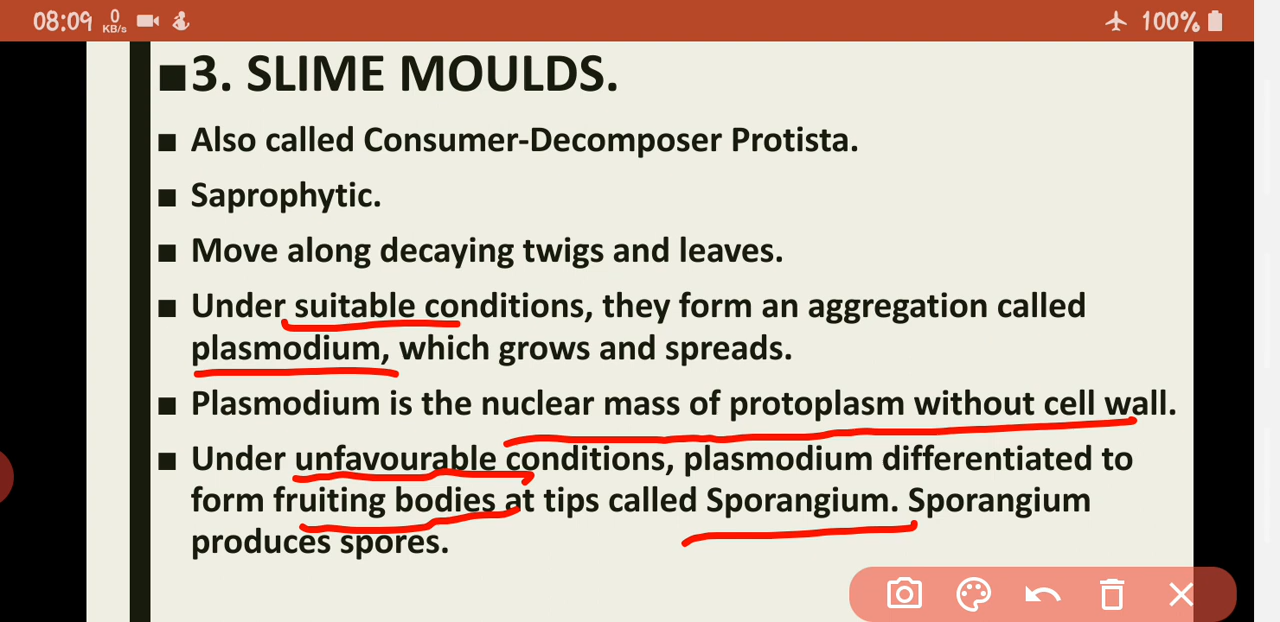 08:09 0 KB/s 100%
■3. SLIME MOULDS.
■ Also called Consumer-Decomposer Protista.
■ Saprophytic.
■ Move along decaying twigs and leaves.
■ Under suitable conditions, they form an aggregation called
plasmodium, which grows and spreads.
■ Plasmodium is the nuclear mass of protoplasm without cell wall.
■ Under unfavourable conditions, plasmodium differentiated to
form fruiting bodies at tips called Sporangium. Sporangium
produces spores.